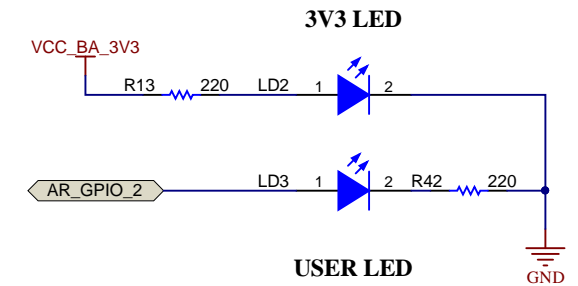 3V3 LED
VCC_BA_3V3
R13 220 LD2 1 2
AR_GPIO_2 LD3 1 2 R42 220
USER LED
GND